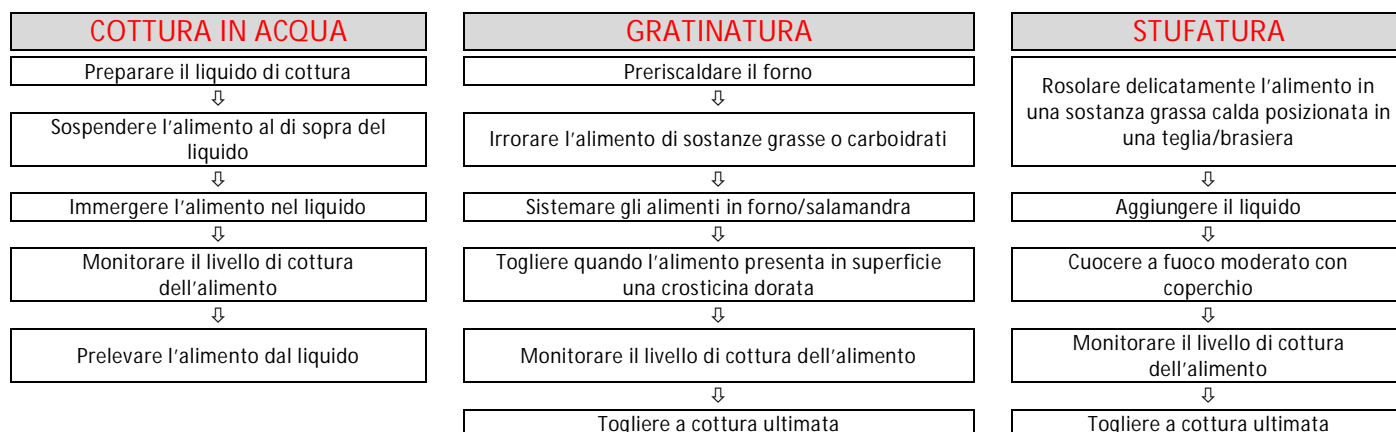 COTTURA IN ACQUA
Preparare il liquido di cottura
⇩
Sospendere l'alimento al di sopra del
liquido
⇩
Immergere l'alimento nel liquido
⇩
Monitorare il livello di cottura
dell'alimento
⇩
Prelevare l'alimento dal liquido
GRATINATURA
Preriscaldare il forno
⇩
Irrorare l'alimento di sostanze grasse o carboidrati
⇩
Sistemare gli alimenti in forno/salamandra
⇩
Togliere quando l'alimento presenta in superficie
una crosticina dorata
⇩
Monitorare il livello di cottura dell'alimento
⇩
Togliere a cottura ultimata
STUFATURA
Rosolare delicatamente l'alimento in
una sostanza grassa calda posizionata in
una teglia/brasiera
⇩
Aggiungere il liquido
⇩
Cuocere a fuoco moderato con
coperchio
⇩
Monitorare il livello di cottura
dell'alimento
⇩
Togliere a cottura ultimata